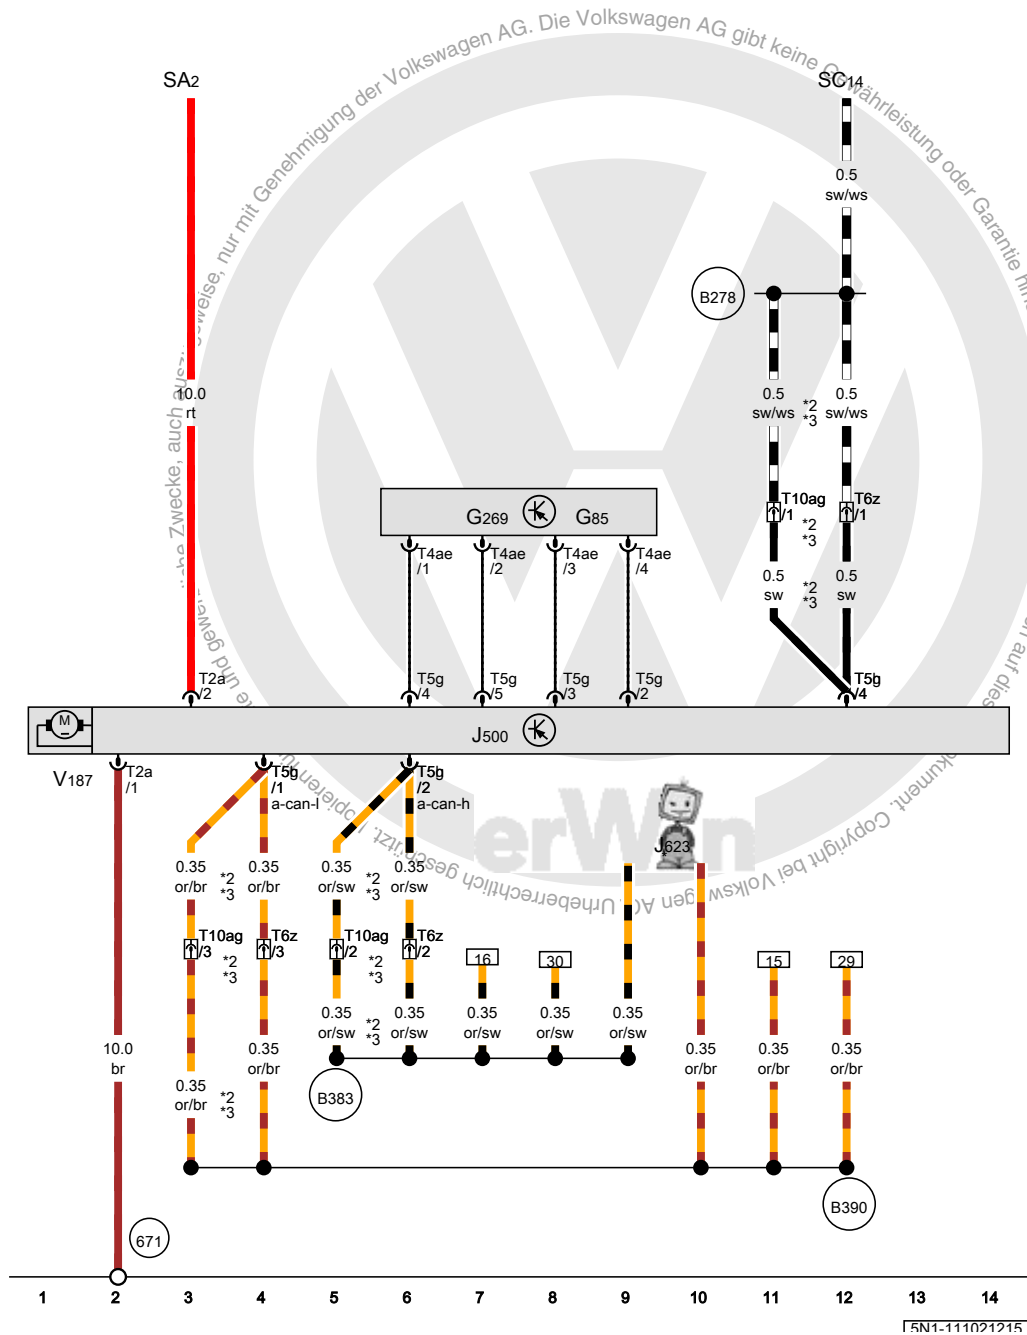 Volkswagen AG. Die Volkswagen AG gibt keine Gewährleistung oder Garantie
nur mit Genehmigung der
SA2
SC14
0.5
sw/ws
B278
10.0
rt
0.5
sw/ws
*2
*3
0.5
sw/ws
T10ag
/1
*2
*3
T6z
/1
G269
G85
T4ae
/1
T4ae
/2
T4ae
/3
T4ae
/4
0.5
sw
*2
*3
0.5
sw
T2a
/2
T5g
/4
T5g
/5
T5g
/3
T5g
/2
T5h
/4
M
J500
V187
T2a
/1
T5h
/1
a-can-l
T5h
/2
a-can-h
erWin
J623
0.35
or/br
*2
*3
0.35
or/br
0.35
or/sw
*2
*3
0.35
or/sw
T10ag
/3
*2
*3
T6z
/3
T10ag
/2
*2
*3
T6z
/2
16
30
15
29
0.35
or/sw
*2
*3
0.35
or/sw
0.35
or/sw
0.35
or/sw
0.35
or/sw
10.0
br
0.35
or/br
0.35
or/br
0.35
or/br
0.35
or/br
0.35
or/br
*2
*3
B383
B390
671
1 2 3 4 5 6 7 8 9 10 11 12 13 14
5N1-111021215